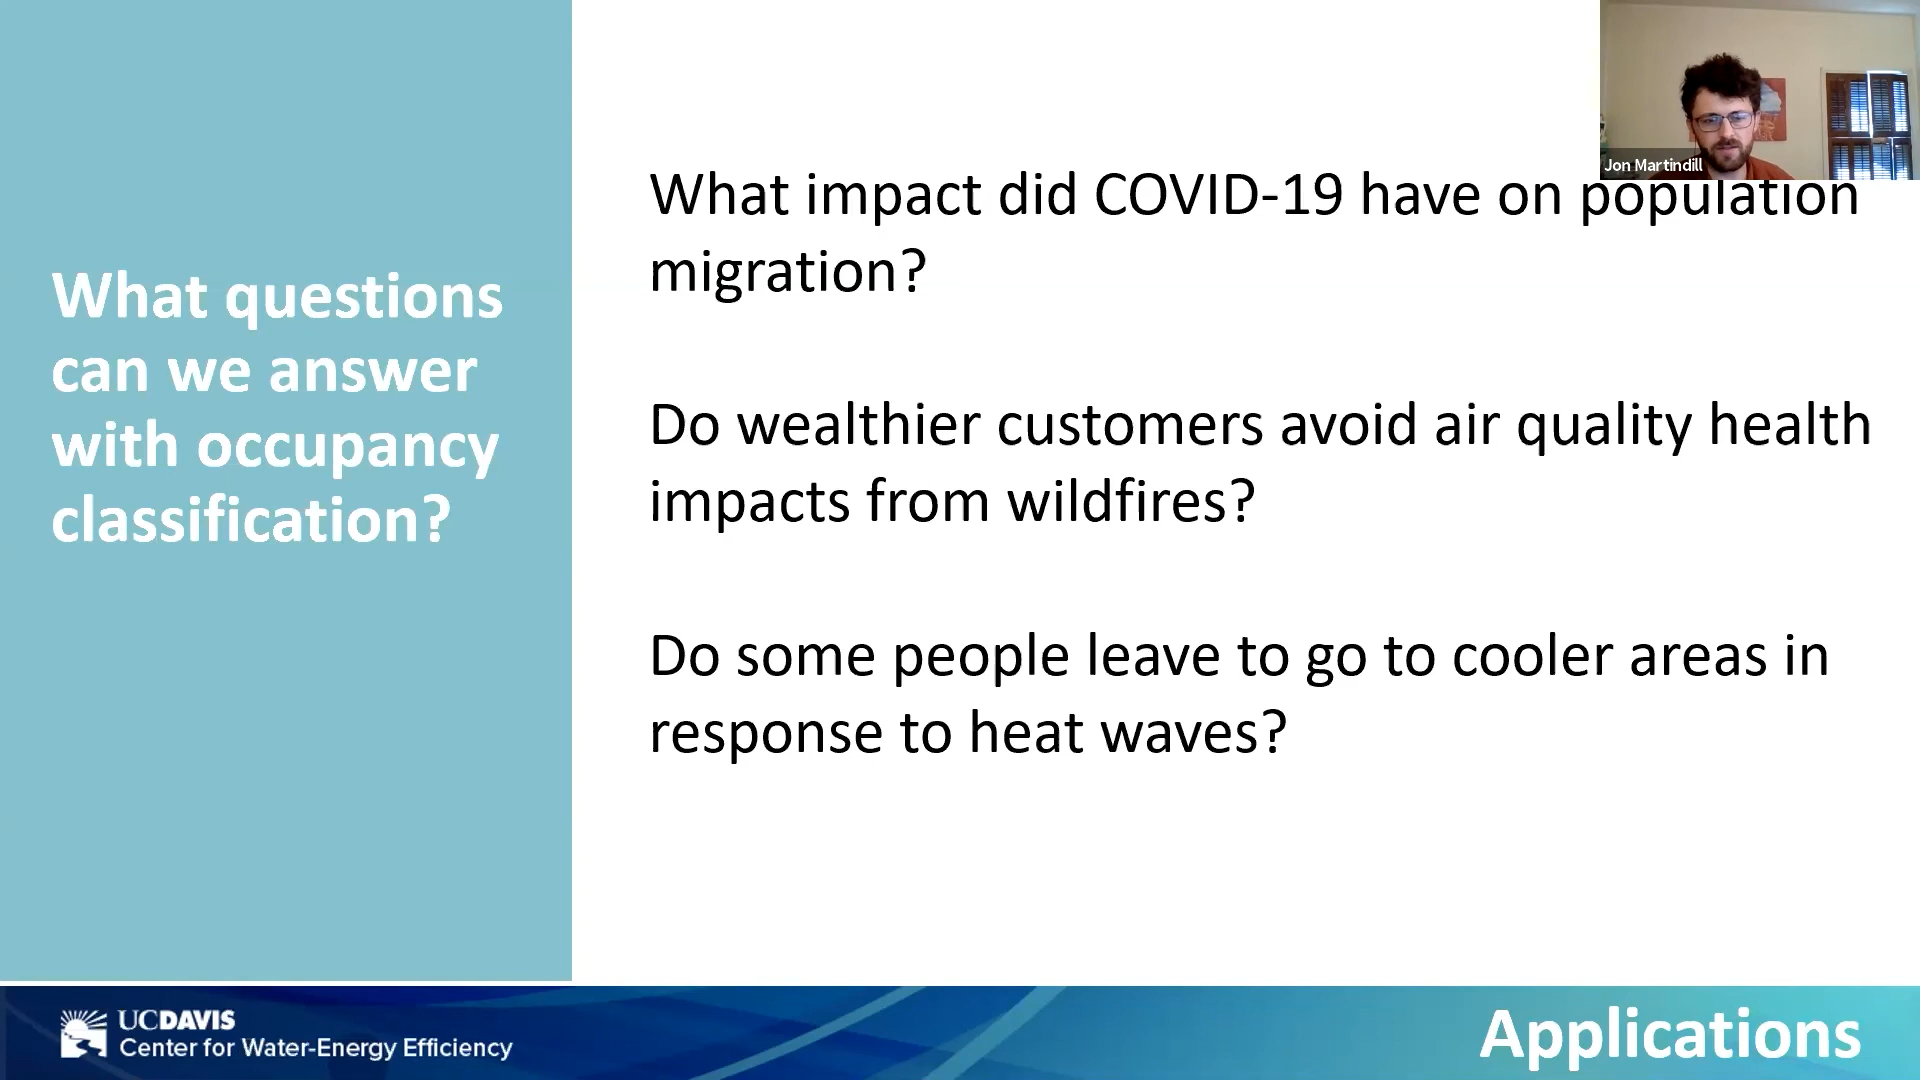 What questions
can we answer
with occupancy
classification?
Jon Martindill
What impact did COVID-19 have on population
migration?
Do wealthier customers avoid air quality health
impacts from wildfires?
Do some people leave to go to cooler areas in
response to heat waves?
UCDAVIS
Center for Water-Energy Efficiency
Applications